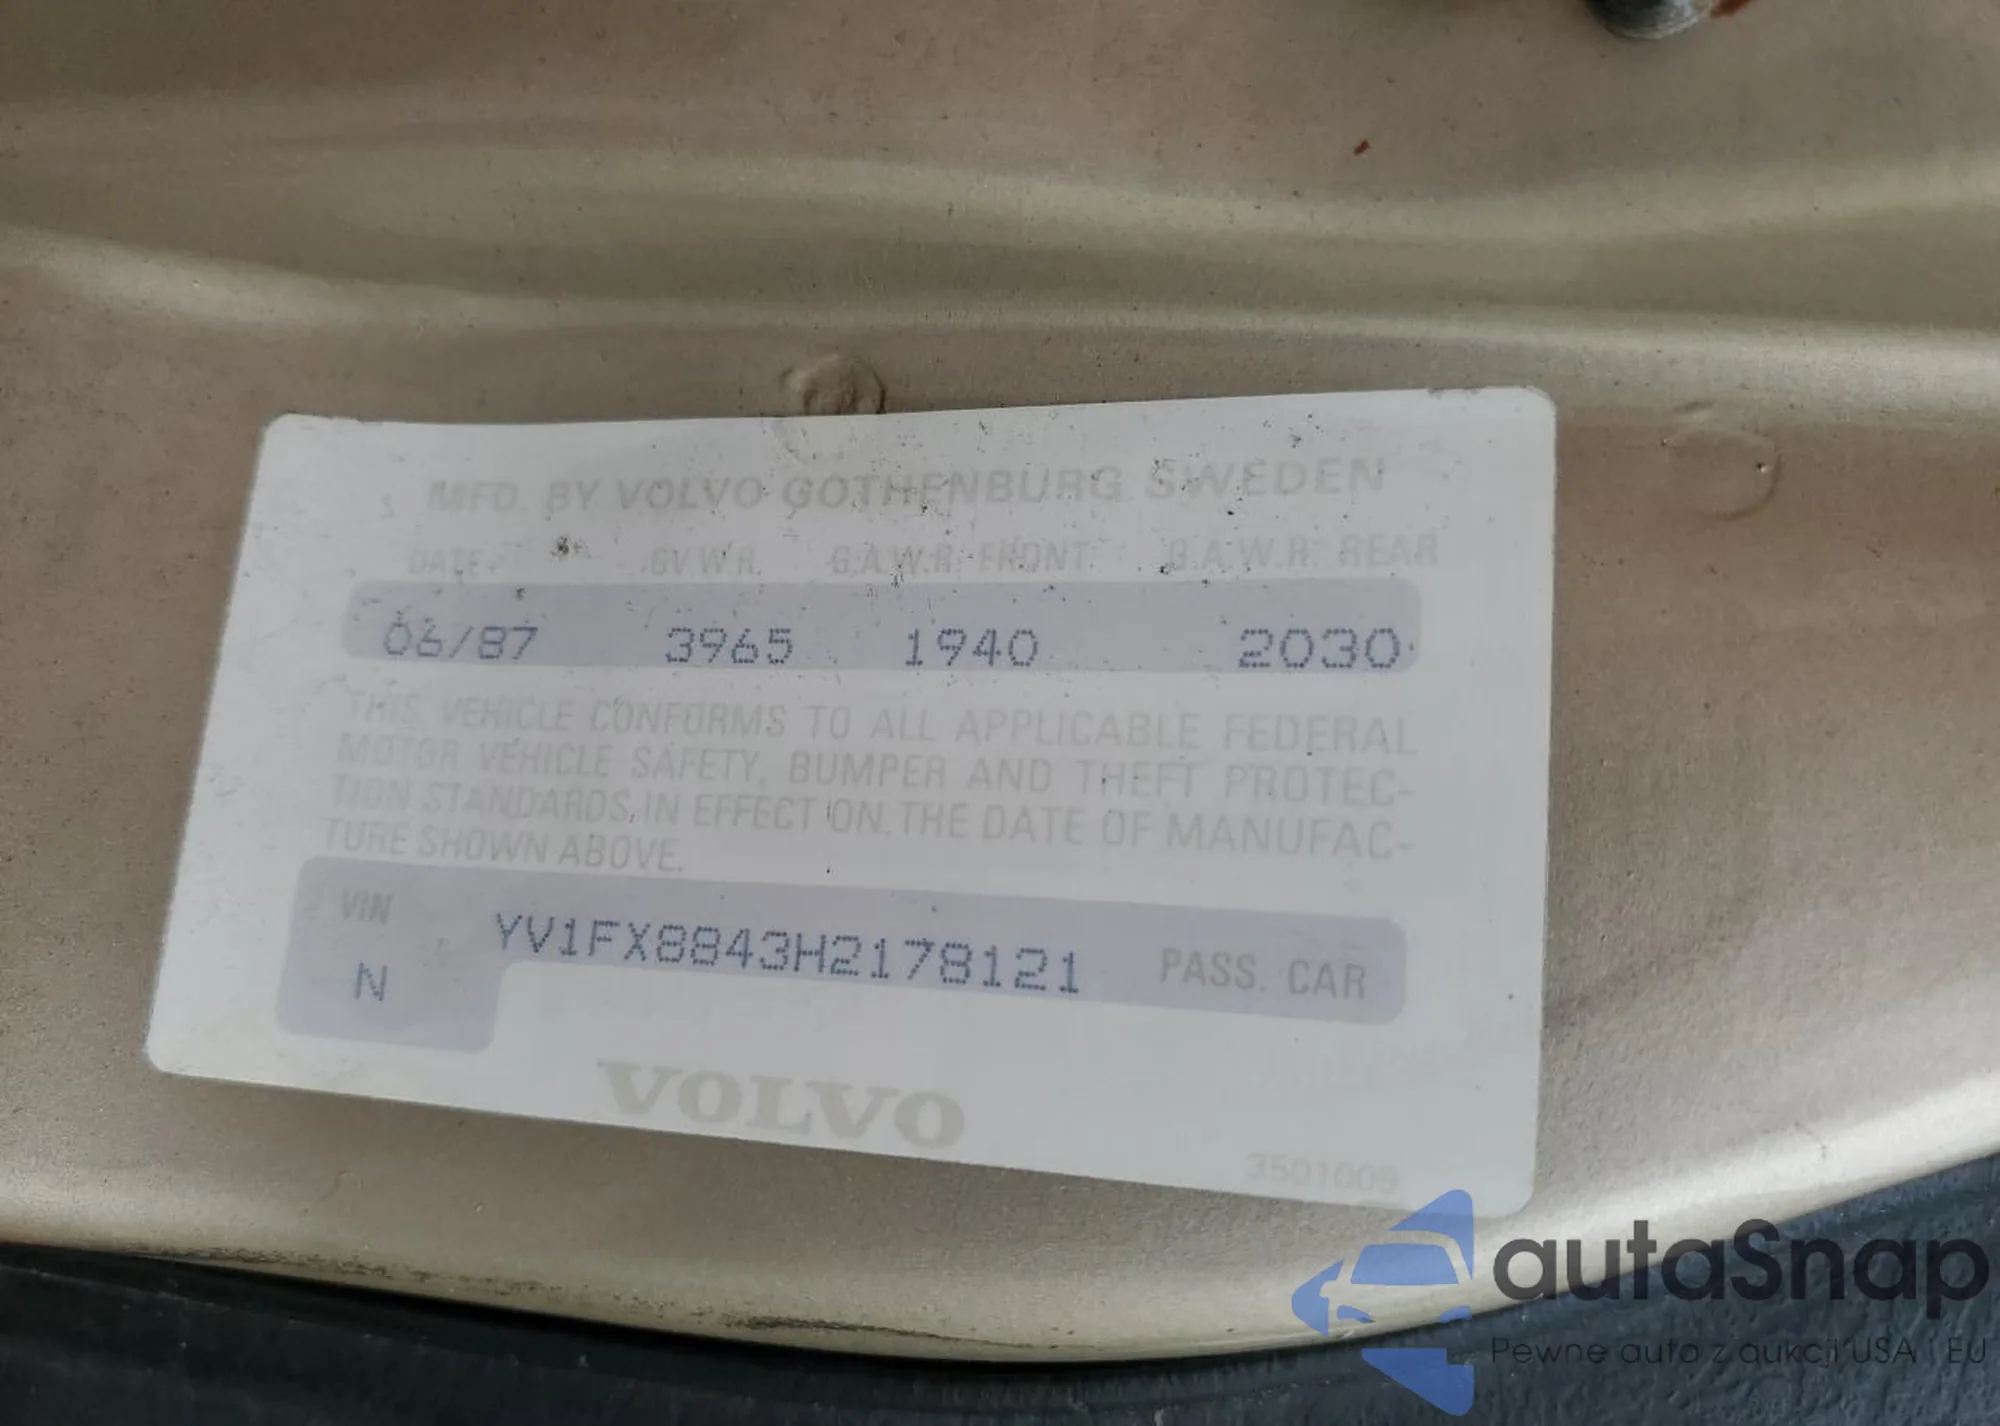 MFD. BY VOLVO GOTHENBURG SWEDEN
DATE G.V.W.R. G.A.W.R. FRONT G.A.W.R. REAR
06/87 3965 1940 2030
THIS VEHICLE CONFORMS TO ALL APPLICABLE FEDERAL
MOTOR VEHICLE SAFETY, BUMPER AND THEFT PROTEC-
TION STANDARDS IN EFFECT ON THE DATE OF MANUFAC-
TURE SHOWN ABOVE.
VIN YV1FX8843H2178121 PASS. CAR
N
VOLVO
3501009
autaSnap
Pewne auto z aukcji USA i EU